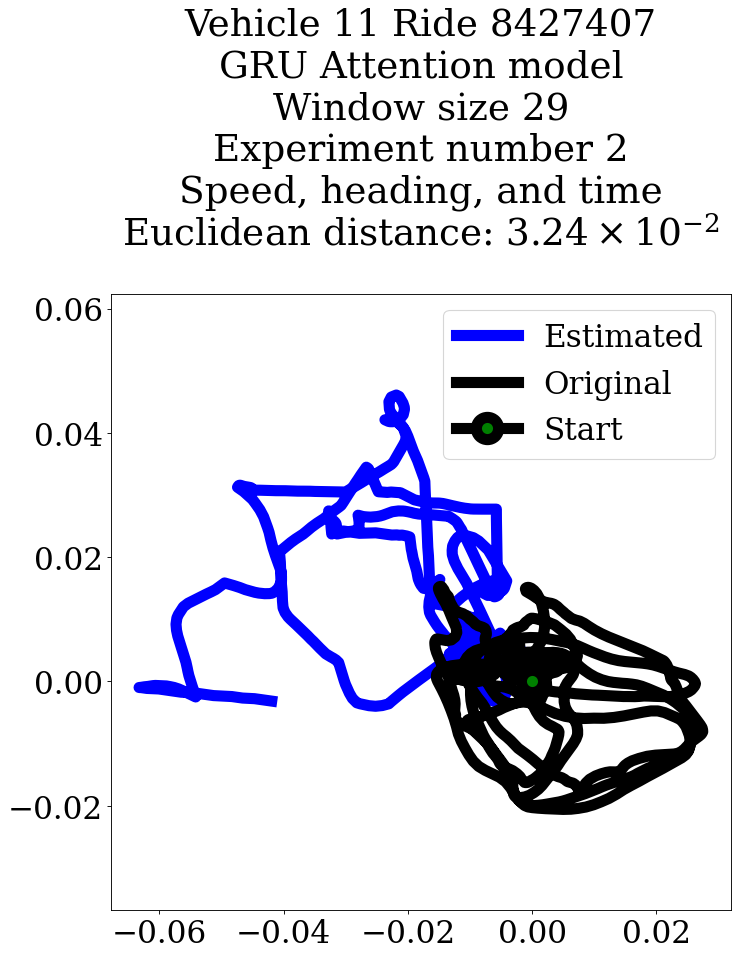 Vehicle 11 Ride 8427407
GRU Attention model
Window size 29
Experiment number 2
Speed, heading, and time
Euclidean distance: 3.24 × 10⁻²
Estimated
Original
Start
0.06
0.04
0.02
0.00
−0.02
−0.06 −0.04 −0.02 0.00 0.02